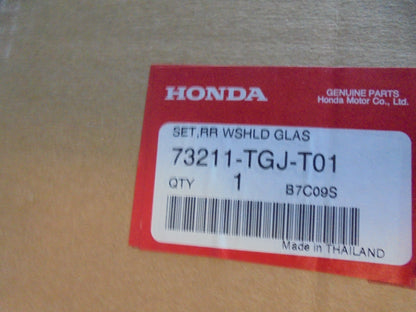 HONDA
GENUINE PARTS
Honda Motor Co., Ltd.
SET,RR WSHLD GLAS
73211-TGJ-T01
QTY 1 B7C09S
Made in THAILAND